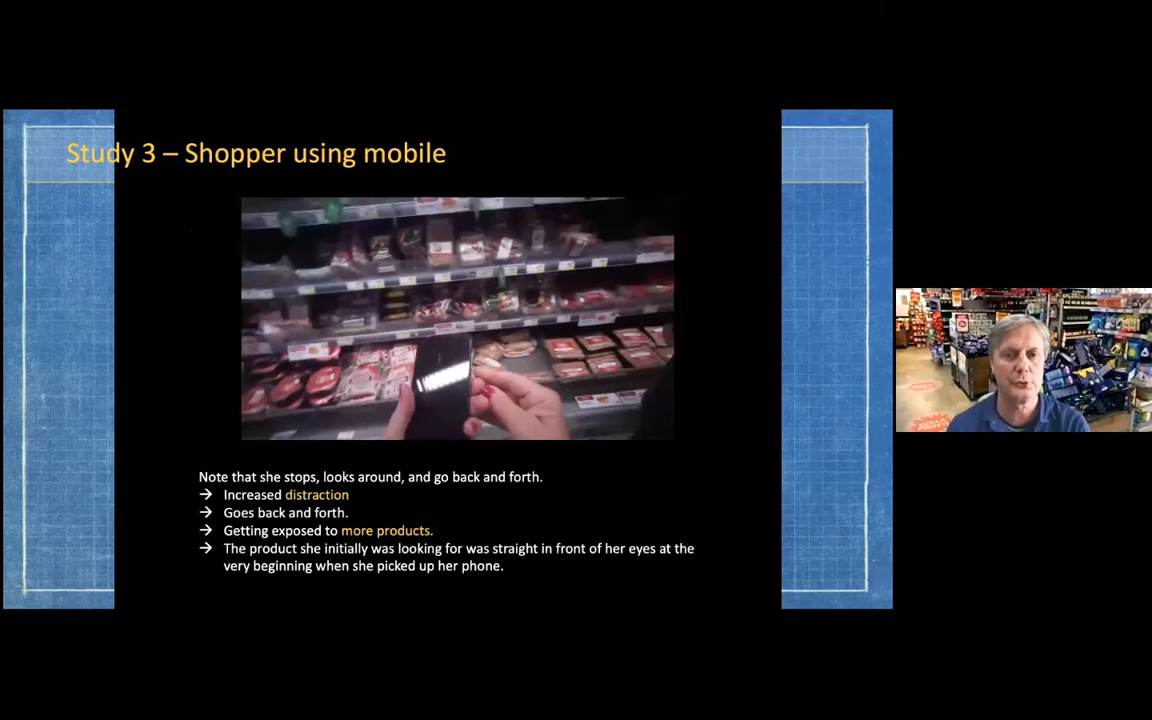 Study 3 – Shopper using mobile
Note that she stops, looks around, and go back and forth.
→ Increased distraction
→ Goes back and forth.
→ Getting exposed to more products.
→ The product she initially was looking for was straight in front of her eyes at the
very beginning when she picked up her phone.